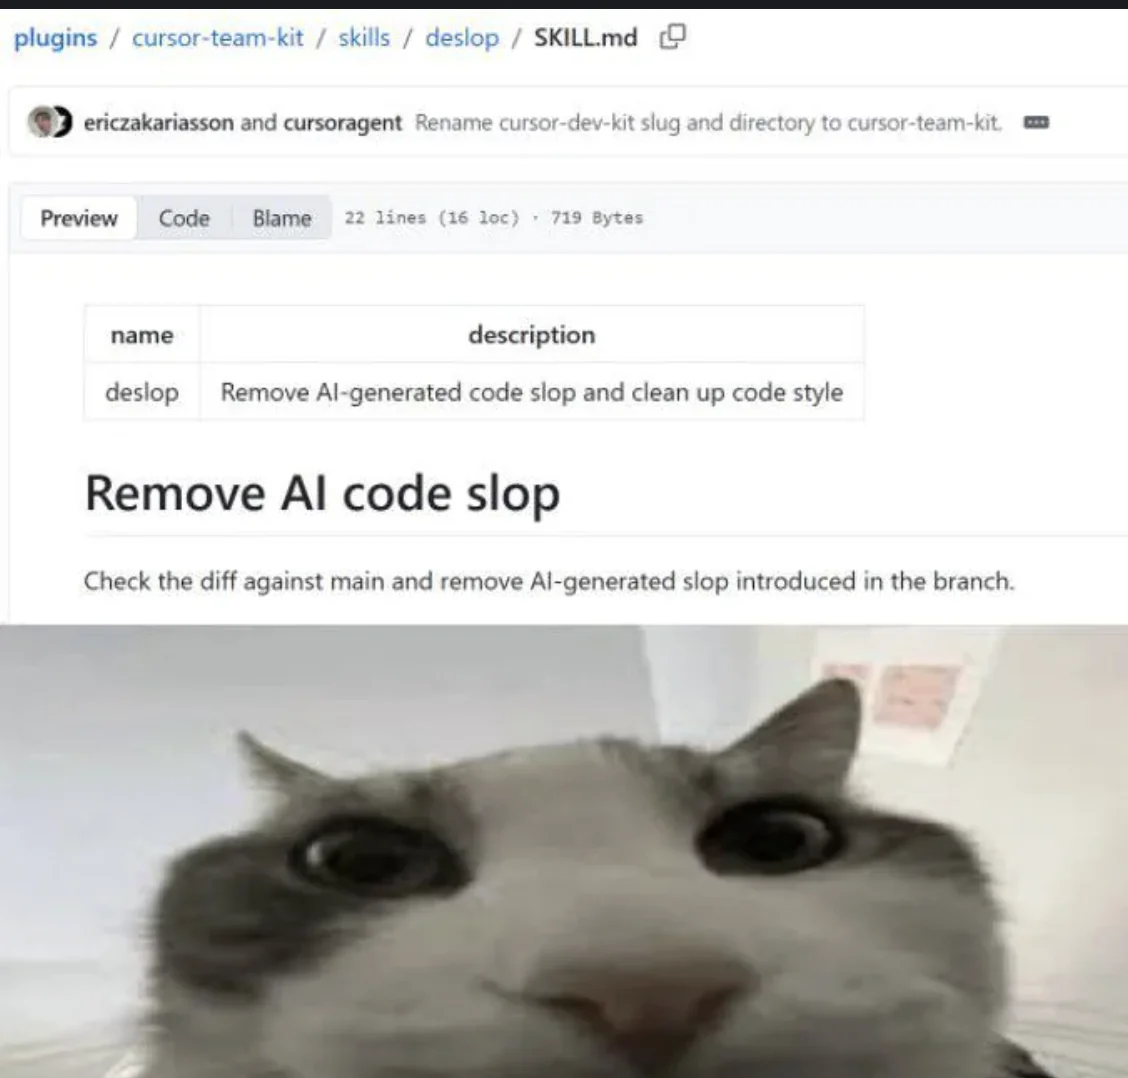 plugins / cursor-team-kit / skills / deslop / SKILL.md
ericzakariasson and cursoragent Rename cursor-dev-kit slug and directory to cursor-team-kit.
Preview Code Blame 22 lines (16 loc) · 719 Bytes
name description
deslop Remove AI-generated code slop and clean up code style
Remove AI code slop
Check the diff against main and remove AI-generated slop introduced in the branch.